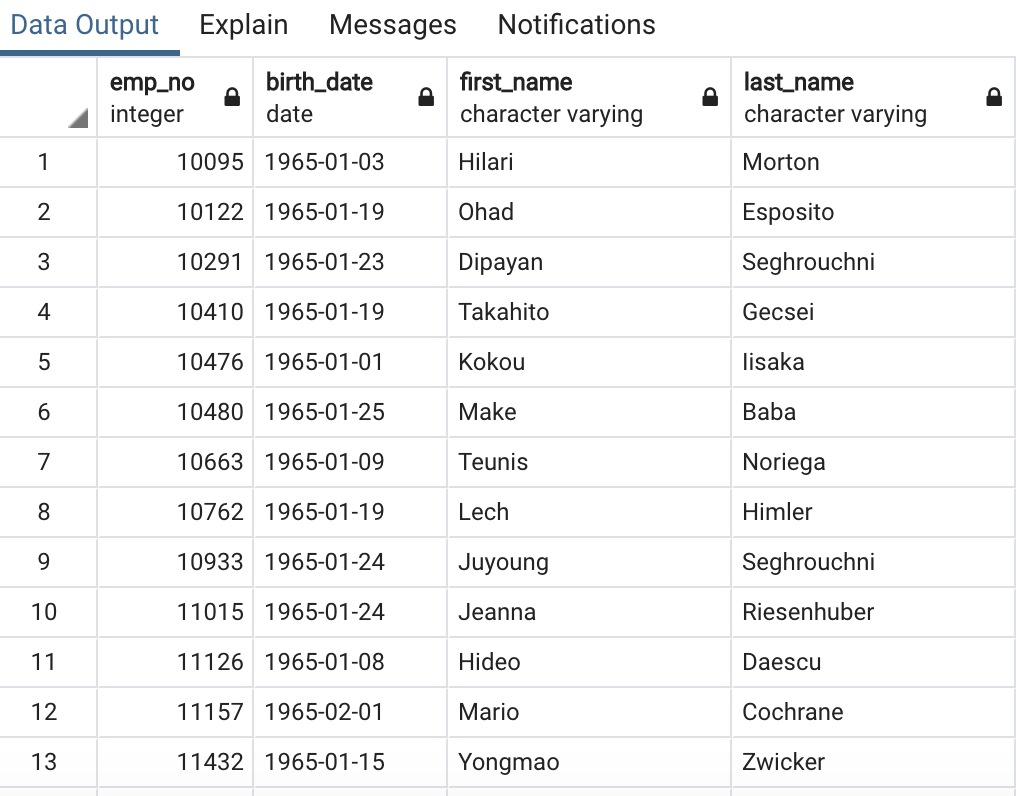 Data Output Explain Messages Notifications
emp_no birth_date first_name last_name
integer date character varying character varying
1 10095 1965-01-03 Hilari Morton
2 10122 1965-01-19 Ohad Esposito
3 10291 1965-01-23 Dipayan Seghrouchni
4 10410 1965-01-19 Takahito Gecsei
5 10476 1965-01-01 Kokou Iisaka
6 10480 1965-01-25 Make Baba
7 10663 1965-01-09 Teunis Noriega
8 10762 1965-01-19 Lech Himler
9 10933 1965-01-24 Juyoung Seghrouchni
10 11015 1965-01-24 Jeanna Riesenhuber
11 11126 1965-01-08 Hideo Daescu
12 11157 1965-02-01 Mario Cochrane
13 11432 1965-01-15 Yongmao Zwicker